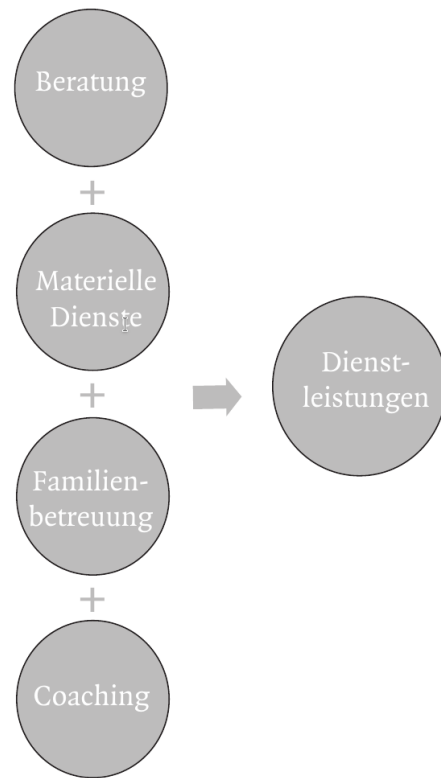 Beratung
+
Materielle
Dienste
+
Familien-
betreuung
+
Coaching
Dienst-
leistungen